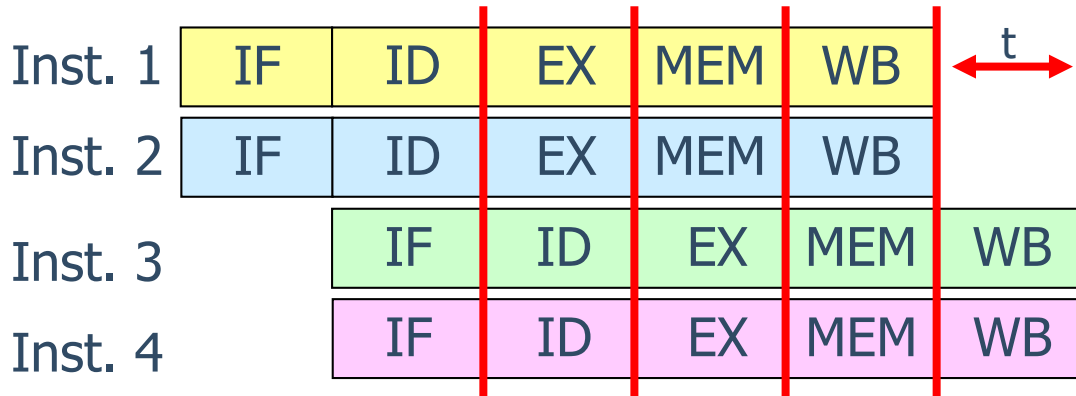 Inst. 1 IF ID EX MEM WB t
Inst. 2 IF ID EX MEM WB
Inst. 3 IF ID EX MEM WB
Inst. 4 IF ID EX MEM WB